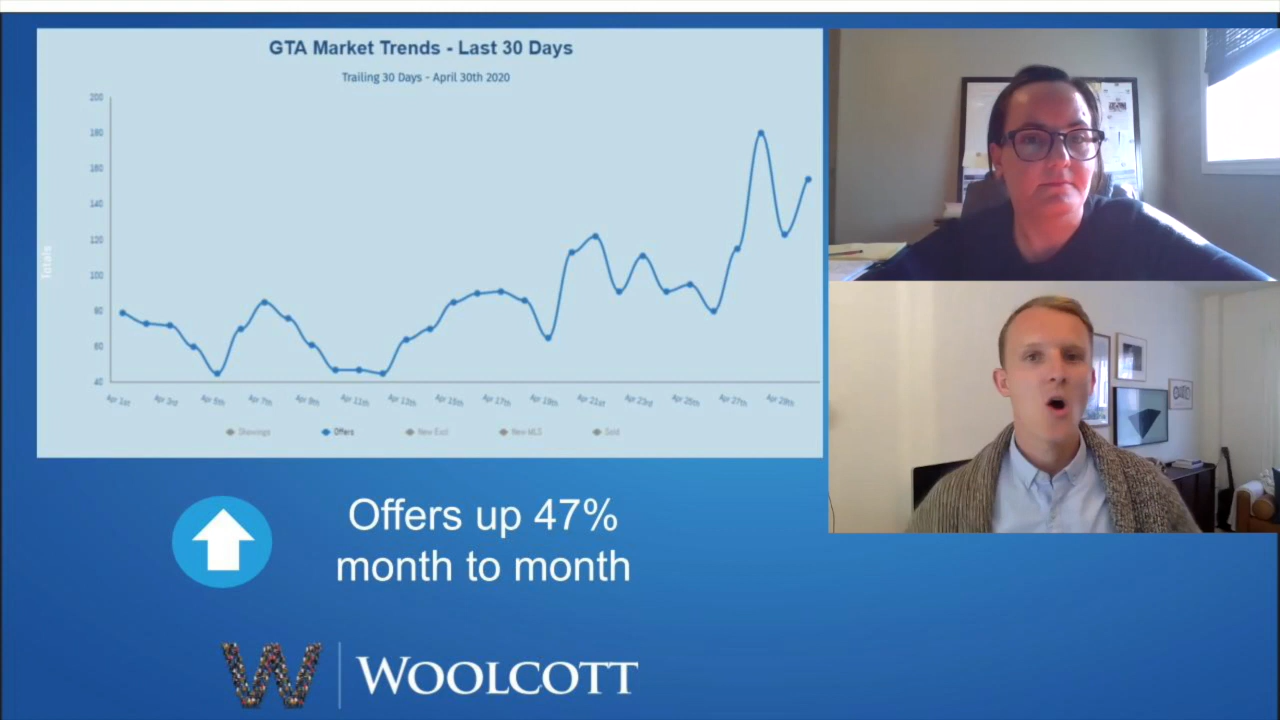 GTA Market Trends - Last 30 Days
Trailing 30 Days - April 30th 2020
200
180
160
140
120
100
80
60
40
Totals
Apr 1st
Apr 3rd
Apr 5th
Apr 7th
Apr 9th
Apr 11th
Apr 13th
Apr 15th
Apr 17th
Apr 19th
Apr 21st
Apr 23rd
Apr 25th
Apr 27th
Apr 29th
Showings
Offers
New Excl
New MLS
Sold
Offers up 47%
month to month
W
WOOLCOTT